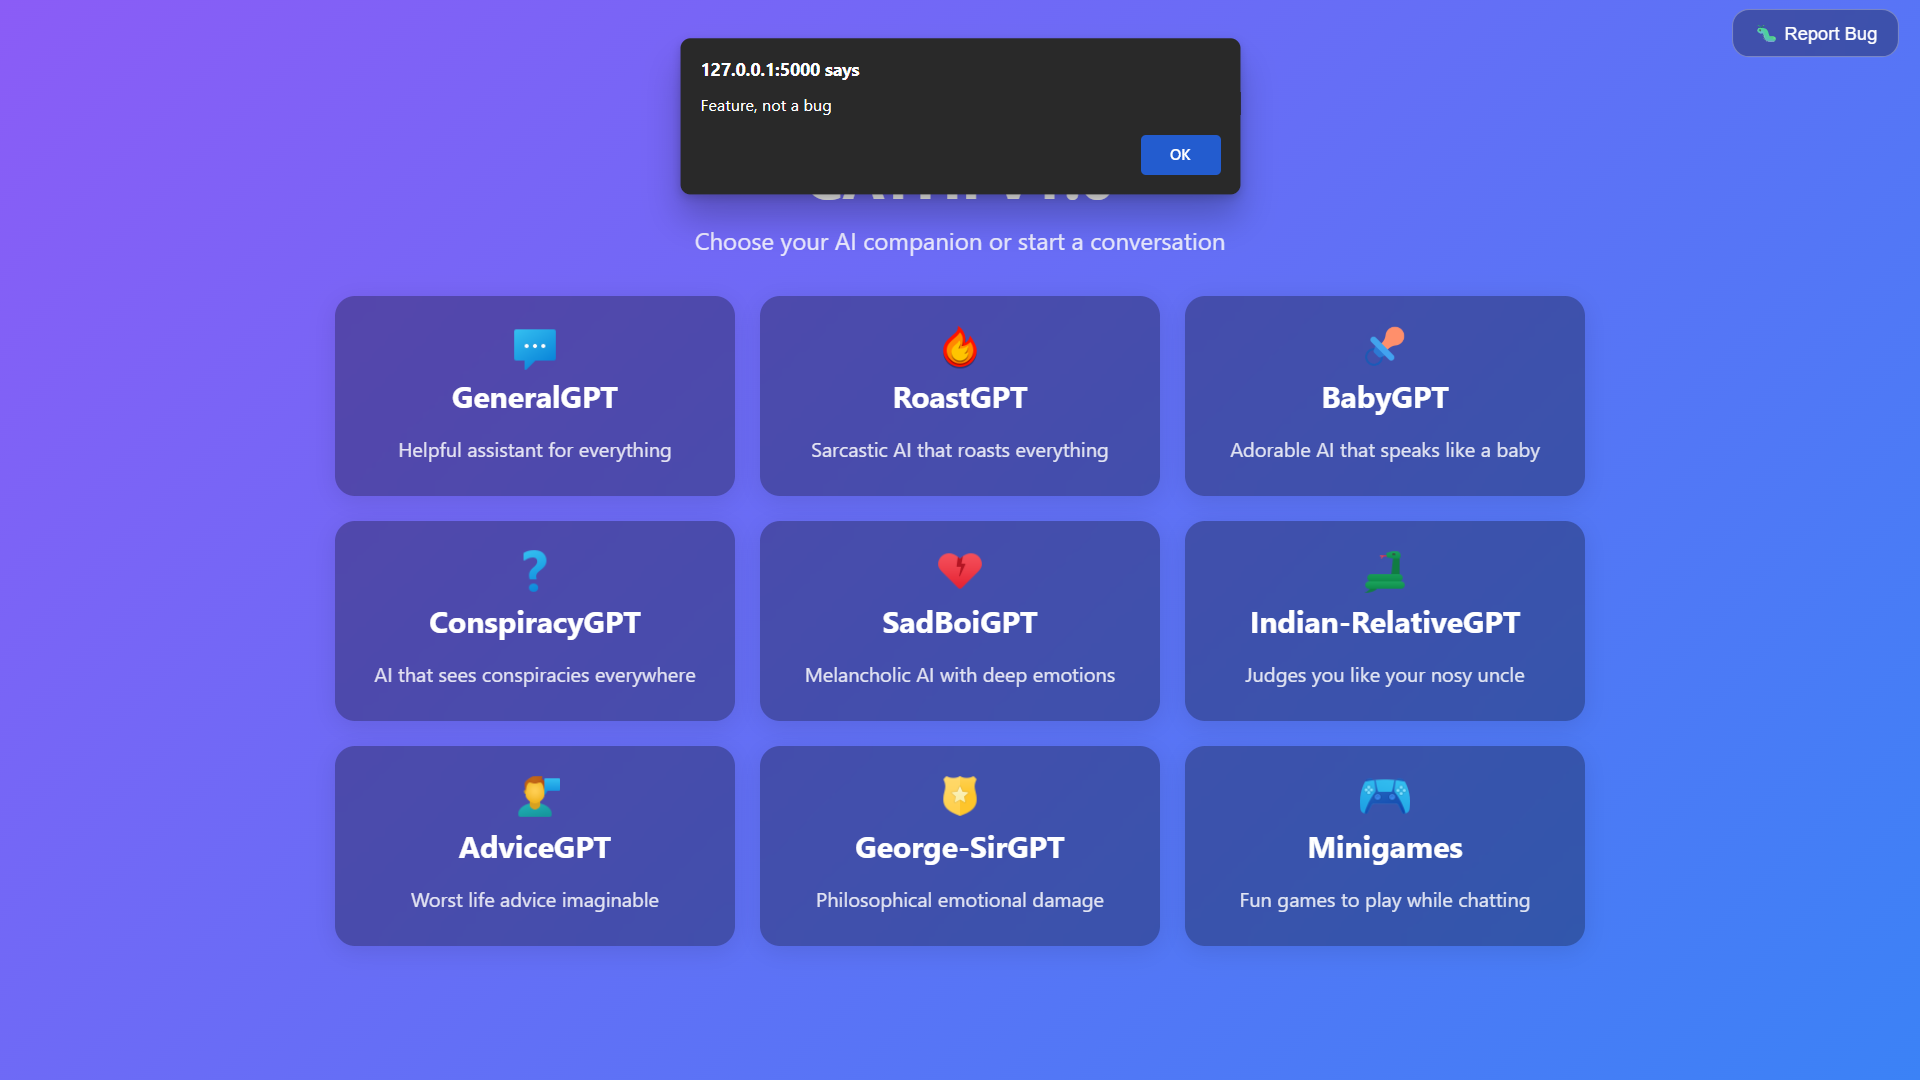 Report Bug
127.0.0.1:5000 says
Feature, not a bug
OK
Choose your AI companion or start a conversation
GeneralGPT
Helpful assistant for everything
RoastGPT
Sarcastic AI that roasts everything
BabyGPT
Adorable AI that speaks like a baby
ConspiracyGPT
AI that sees conspiracies everywhere
SadBoiGPT
Melancholic AI with deep emotions
Indian-RelativeGPT
Judges you like your nosy uncle
AdviceGPT
Worst life advice imaginable
George-SirGPT
Philosophical emotional damage
Minigames
Fun games to play while chatting